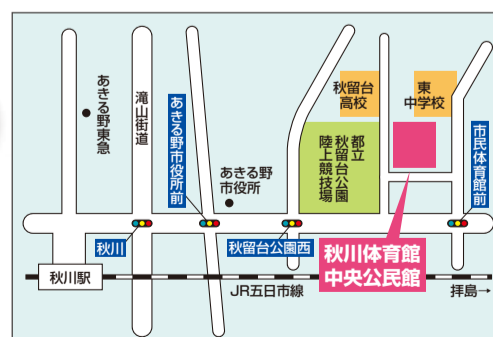 あきる野東急
滝山街道
あきる野市役所前
あきる野
市役所
秋留台
高校
東
中学校
都立
秋留台公園
陸上競技場
市民体育館前
秋川
秋留台公園西
秋川体育館
中央公民館
秋川駅
JR五日市線
拝島→